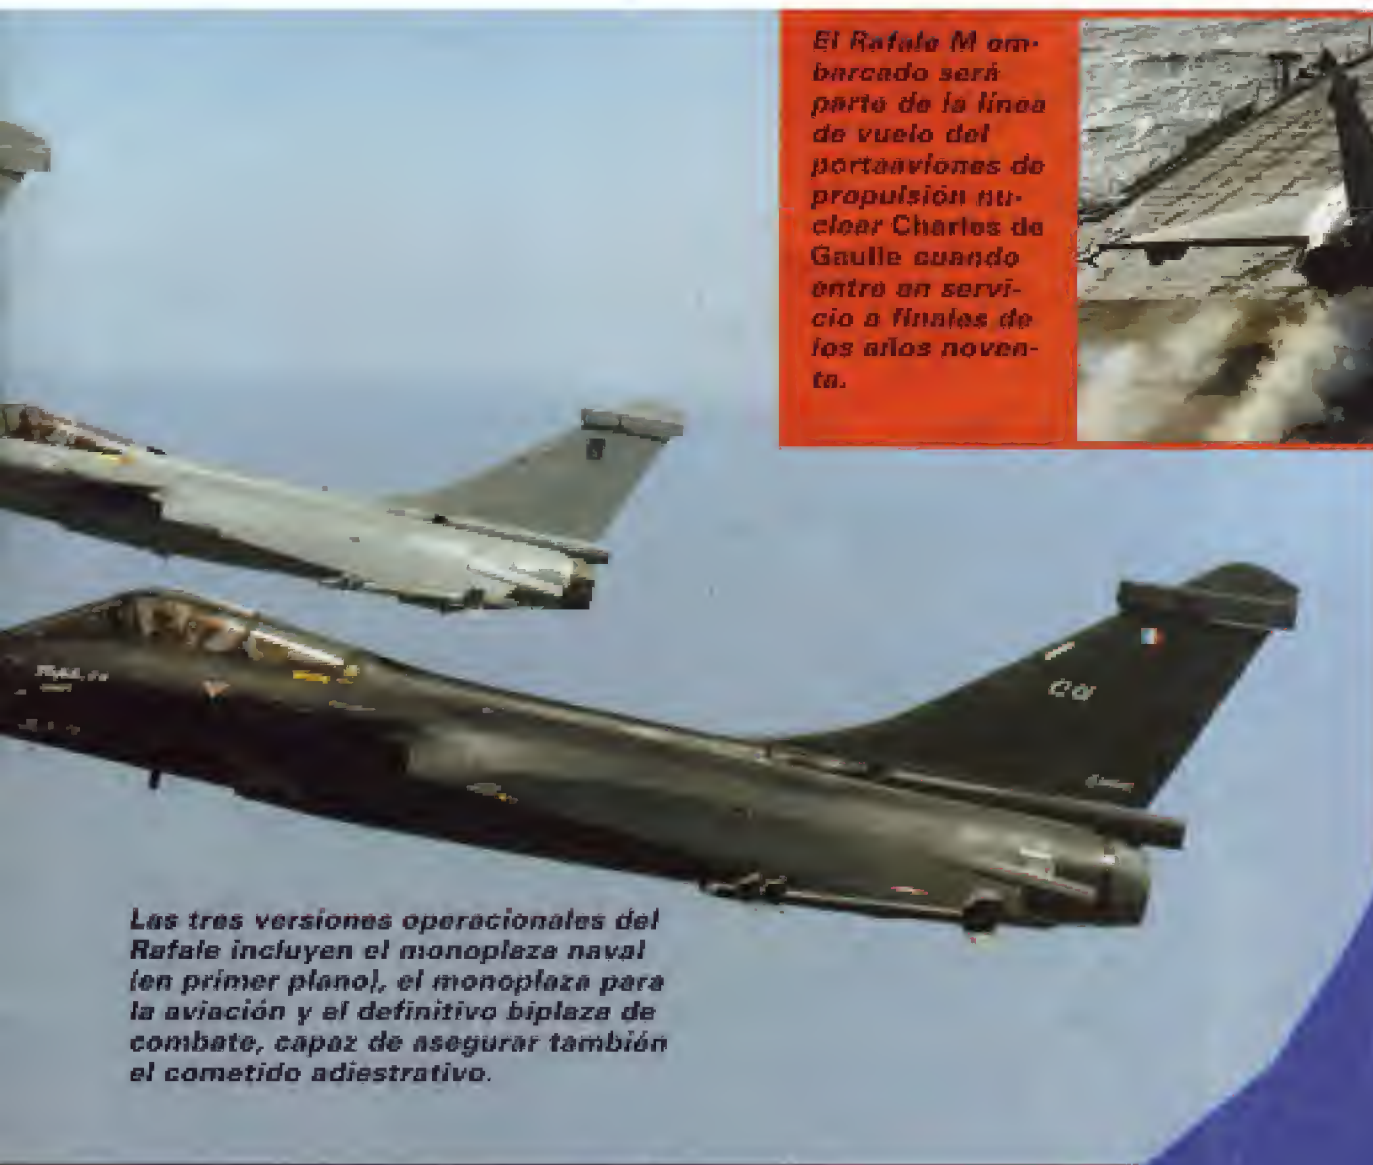 El Rafale M em-
barcado será
parte de la línea
de vuelo del
portaaviones de
propulsión nu-
clear Charles de
Gaulle cuando
entre en servi-
cio a finales de
los años noven-
ta.
C 01
Las tres versiones operacionales del
Rafale incluyen el monoplaza naval
(en primer plano), el monoplaza para
la aviación y el definitivo biplaza de
combate, capaz de asegurar también
el cometido adiestrativo.